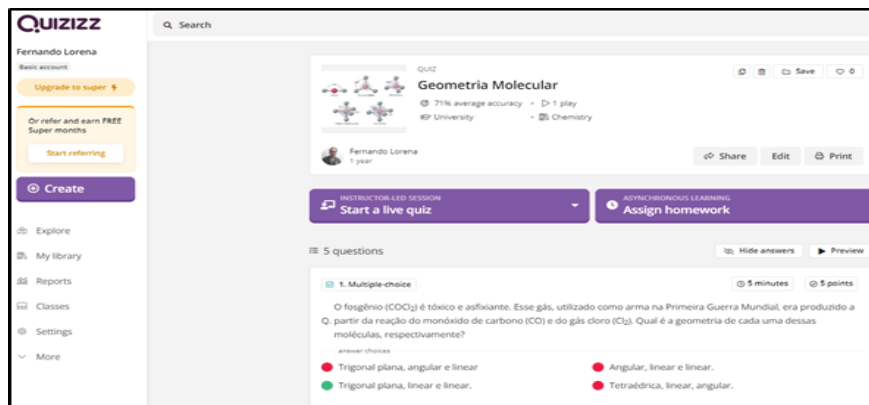 QUIZIZZ
Fernando Lorena
Basic account
Upgrade to super
Or refer and earn FREE
Super months
Start referring
Create
Explore
My library
Reports
Classes
Settings
More
Search
QUIZ
Geometria Molecular
71% average accuracy • 1 play
University • Chemistry
Save 0
Fernando Lorena
1 year
Share Edit Print
INSTRUCTOR-LED SESSION
Start a live quiz
ASYNCHRONOUS LEARNING
Assign homework
5 questions
Hide answers Preview
1. Multiple-choice
5 minutes 5 points
O fosgênio (COCl₂) é tóxico e asfixiante. Esse gás, utilizado como arma na Primeira Guerra Mundial, era produzido a
Q. partir da reação do monóxido de carbono (CO) e do gás cloro (Cl₂). Qual é a geometria de cada uma dessas
moléculas, respectivamente?
answer choices
Trigonal plana, angular e linear
Angular, linear e linear.
Trigonal plana, linear e linear.
Tetraédrica, linear, angular.